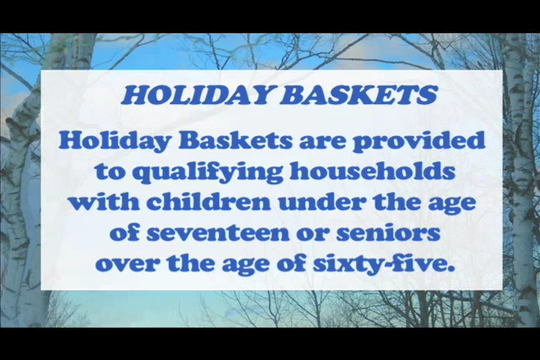 HOLIDAY BASKETS
Holiday Baskets are provided
to qualifying households
with children under the age
of seventeen or seniors
over the age of sixty-five.